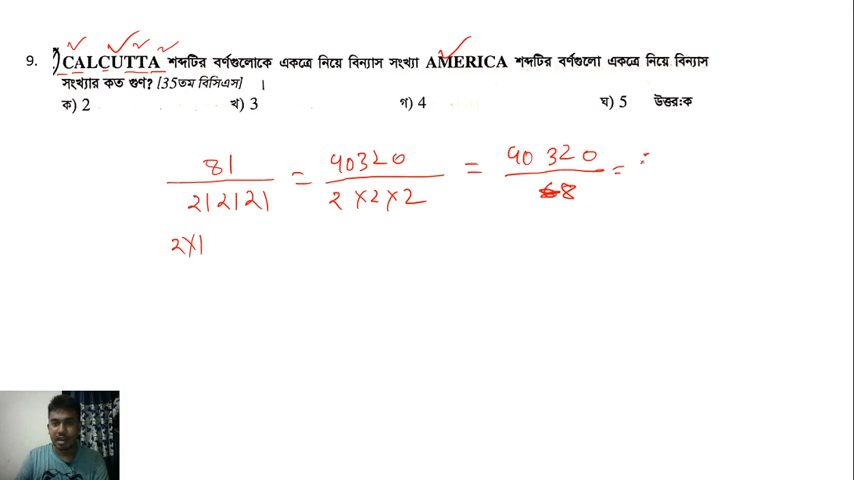 9. CALCUTTA শব্দটির বর্ণগুলোকে একত্রে নিয়ে বিন্যাস সংখ্যা AMERICA শব্দটির বর্ণগুলো একত্রে নিয়ে বিন্যাস
সংখ্যার কত গুণ? [35তম বিসিএস] ।
ক) 2 খ) 3 গ) 4 ঘ) 5 উত্তর:ক
8! / 2! 2! 2! = 40320 / 2 × 2 × 2 = 40320 / 8 =
2×1